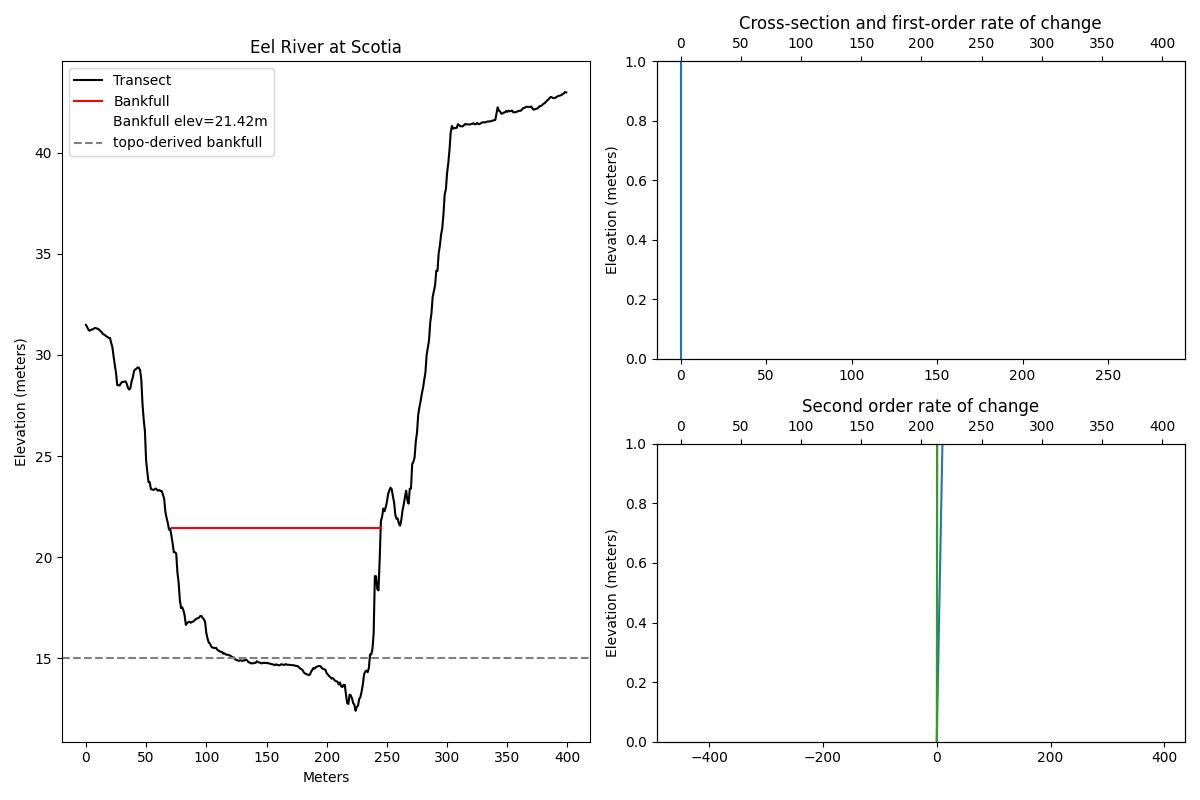 Eel River at Scotia
Transect
Bankfull
Bankfull elev=21.42m
topo-derived bankfull
Elevation (meters)
40
35
30
25
20
15
0 50 100 150 200 250 300 350 400
Meters
Cross-section and first-order rate of change
0 50 100 150 200 250 300 350 400
Elevation (meters)
1.0
0.8
0.6
0.4
0.2
0.0
0 50 100 150 200 250
Second order rate of change
0 50 100 150 200 250 300 350 400
Elevation (meters)
1.0
0.8
0.6
0.4
0.2
0.0
−400 −200 0 200 400